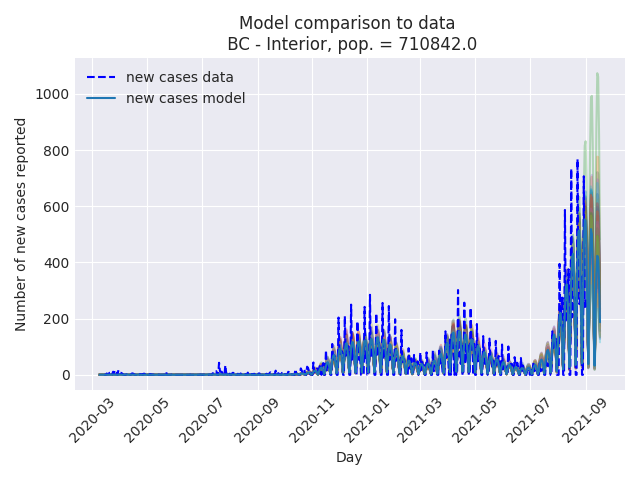 Model comparison to data
BC - Interior, pop. = 710842.0
new cases data
new cases model
Number of new cases reported
1000
800
600
400
200
0
2020-03
2020-05
2020-07
2020-09
2020-11
2021-01
2021-03
2021-05
2021-07
2021-09
Day